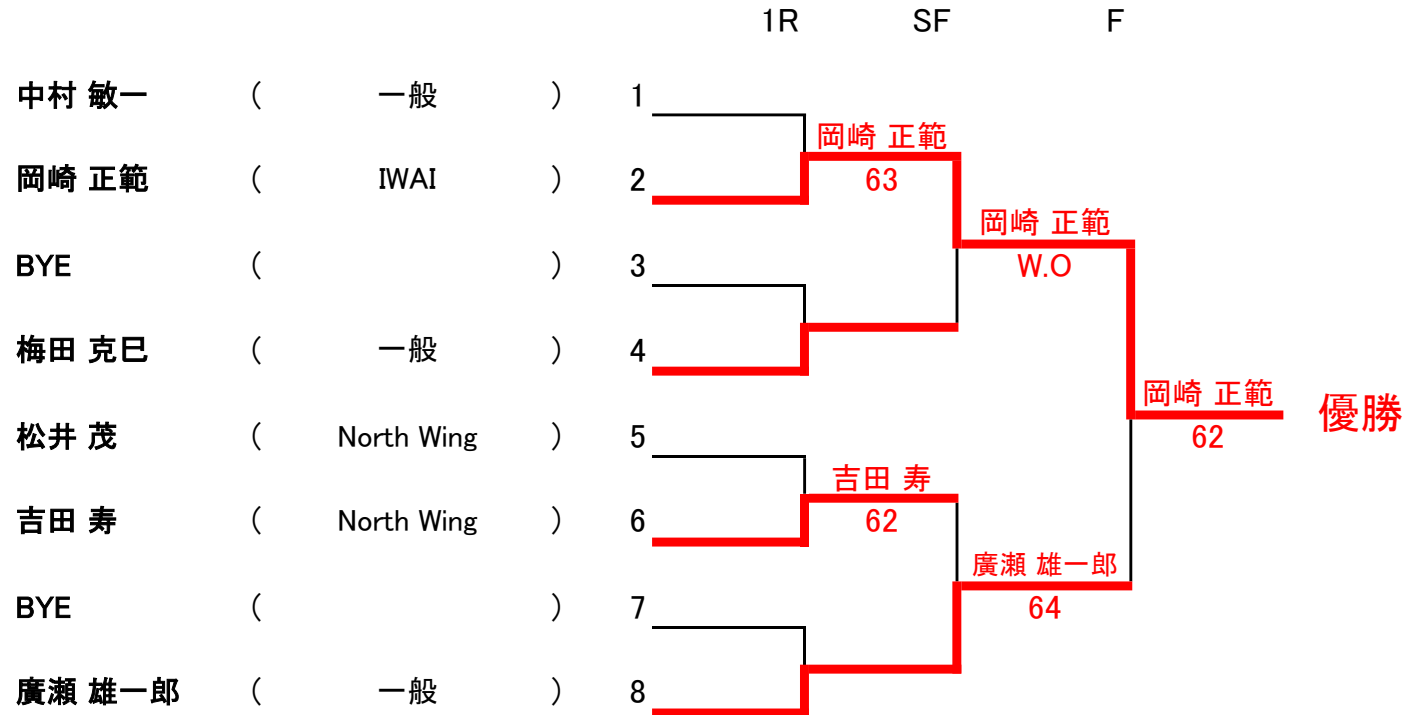 1R SF F
中村 敏一 ( 一般 ) 1
岡崎 正範
岡崎 正範 ( IWAI ) 2
63
岡崎 正範
BYE ( ) 3
W.O
梅田 克巳 ( 一般 ) 4
岡崎 正範
優勝
松井 茂 ( North Wing ) 5
62
吉田 寿
吉田 寿 ( North Wing ) 6
62
廣瀬 雄一郎
BYE ( ) 7
64
廣瀬 雄一郎 ( 一般 ) 8